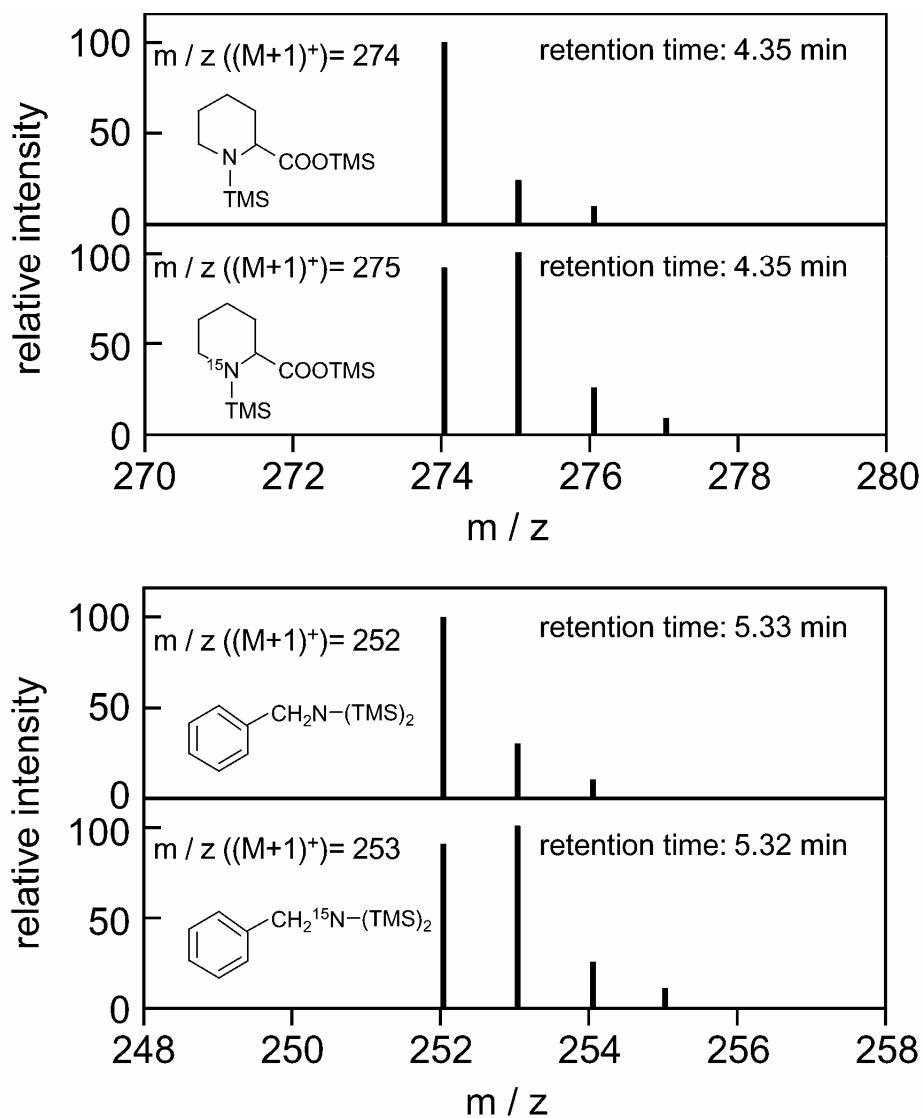 m / z ((M+1)⁺)= 274
retention time: 4.35 min
N
COOTMS
TMS
100
50
0
m / z ((M+1)⁺)= 275
retention time: 4.35 min
¹⁵N
COOTMS
TMS
100
50
0
relative intensity
270 272 274 276 278 280
m / z
m / z ((M+1)⁺)= 252
retention time: 5.33 min
CH₂N–(TMS)₂
100
50
0
relative intensity
m / z ((M+1)⁺)= 253
retention time: 5.32 min
CH₂¹⁵N–(TMS)₂
100
50
0
relative intensity
248 250 252 254 256 258
m / z